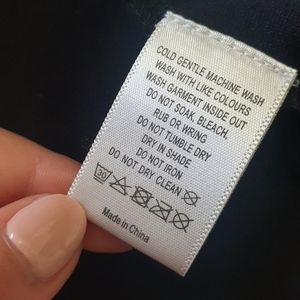 COLD GENTLE MACHINE WASH
WASH WITH LIKE COLOURS
WASH GARMENT INSIDE OUT
DO NOT SOAK, BLEACH,
RUB OR WRING
DO NOT TUMBLE DRY
DRY IN SHADE
DO NOT IRON
DO NOT DRY CLEAN
30
Made in China